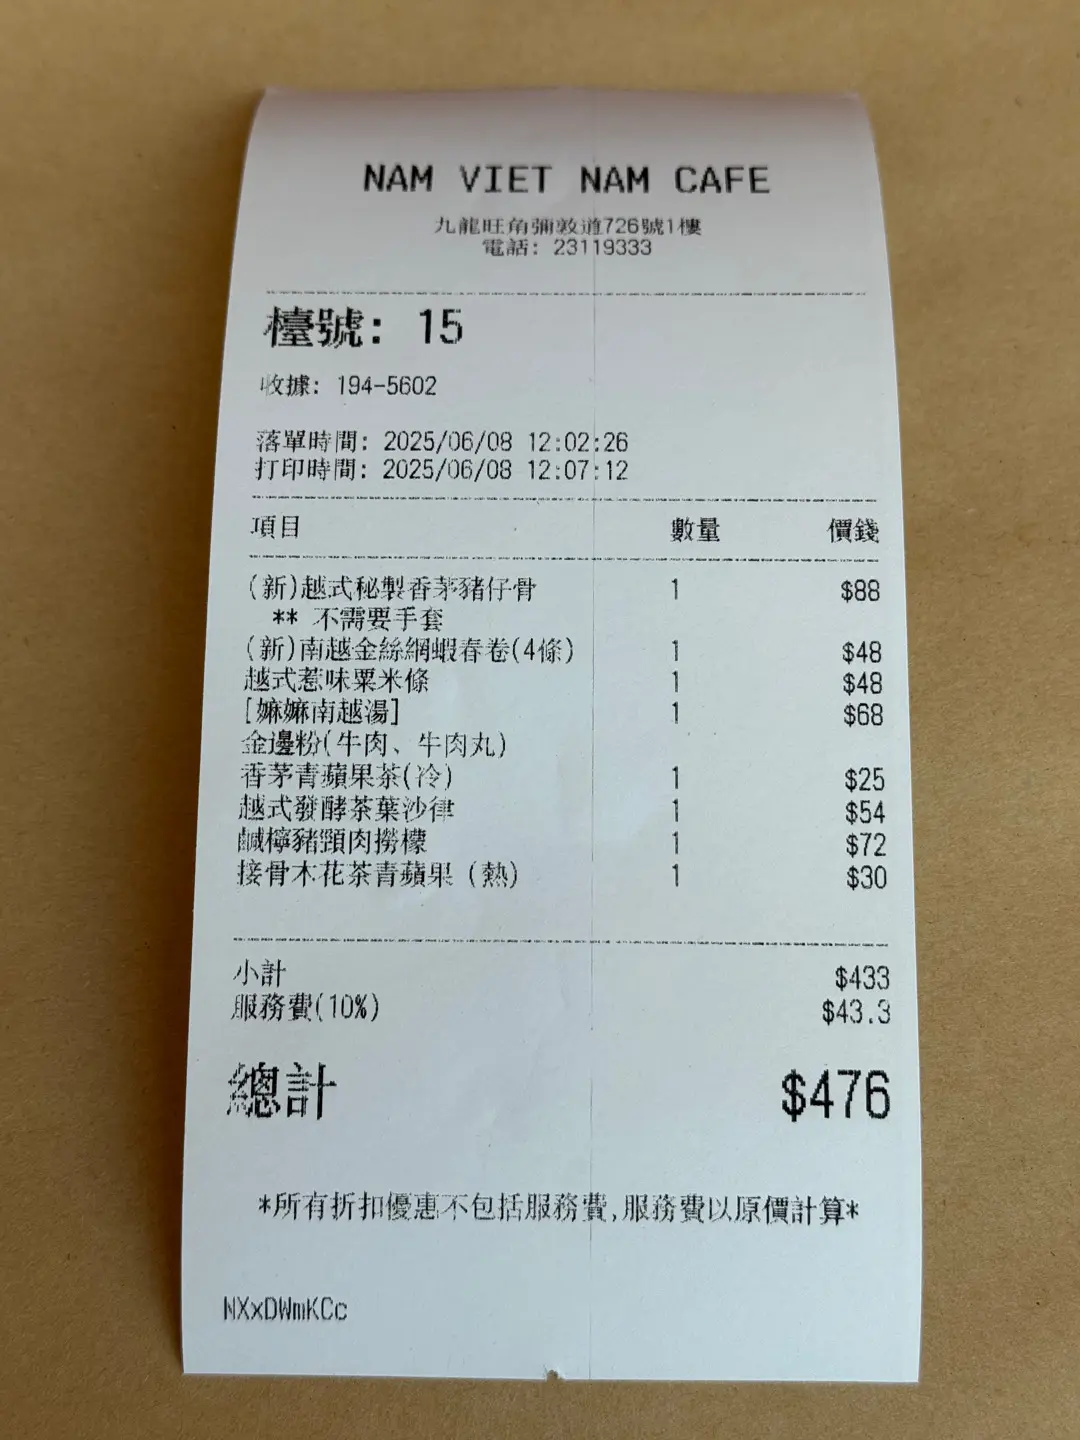 NAM VIET NAM CAFE
九龍旺角彌敦道726號1樓
電話: 23119333
檯號: 15
收據: 194-5602
落單時間: 2025/06/08 12:02:26
打印時間: 2025/06/08 12:07:12
項目 數量 價錢
(新)越式秘製香茅豬仔骨 1 $88
** 不需要手套
(新)南越金絲網蝦春卷(4條) 1 $48
越式惹味粟米條 1 $48
[嫲嫲南越湯] 1 $68
金邊粉(牛肉、牛肉丸)
香茅青蘋果茶(冷) 1 $25
越式發酵茶葉沙律 1 $54
鹹檸豬頸肉撈檬 1 $72
接骨木花茶青蘋果 (熱) 1 $30
小計 $433
服務費(10%) $43.3
總計 $476
*所有折扣優惠不包括服務費,服務費以原價計算*
NXxDWmKCc